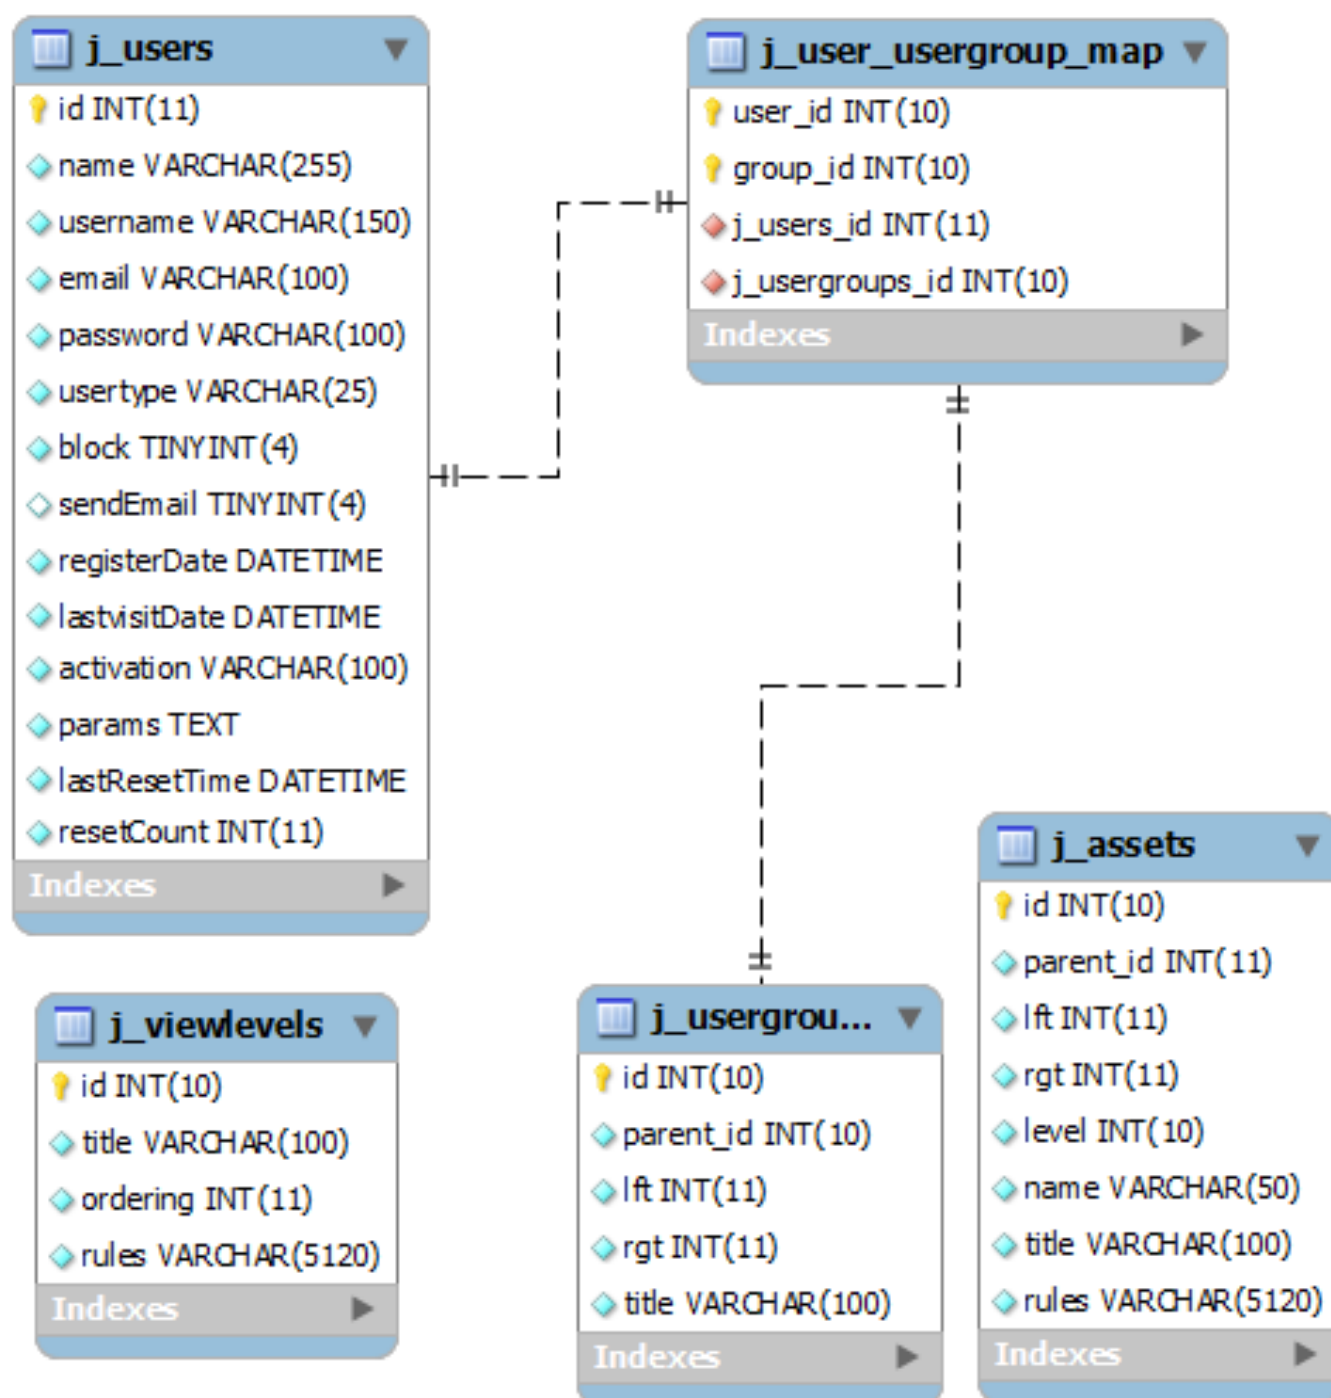 j_users
id INT(11)
name VARCHAR(255)
username VARCHAR(150)
email VARCHAR(100)
password VARCHAR(100)
usertype VARCHAR(25)
block TINYINT(4)
sendEmail TINYINT(4)
registerDate DATETIME
lastvisitDate DATETIME
activation VARCHAR(100)
params TEXT
lastResetTime DATETIME
resetCount INT(11)
Indexes
j_user_usergroup_map
user_id INT(10)
group_id INT(10)
j_users_id INT(11)
j_usergroups_id INT(10)
Indexes
j_viewlevels
id INT(10)
title VARCHAR(100)
ordering INT(11)
rules VARCHAR(5120)
Indexes
j_usergrou...
id INT(10)
parent_id INT(10)
lft INT(11)
rgt INT(11)
title VARCHAR(100)
Indexes
j_assets
id INT(10)
parent_id INT(11)
lft INT(11)
rgt INT(11)
level INT(10)
name VARCHAR(50)
title VARCHAR(100)
rules VARCHAR(5120)
Indexes